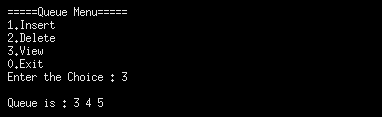 =====Queue Menu=====
1.Insert
2.Delete
3.View
0.Exit
Enter the Choice : 3
Queue is : 3 4 5